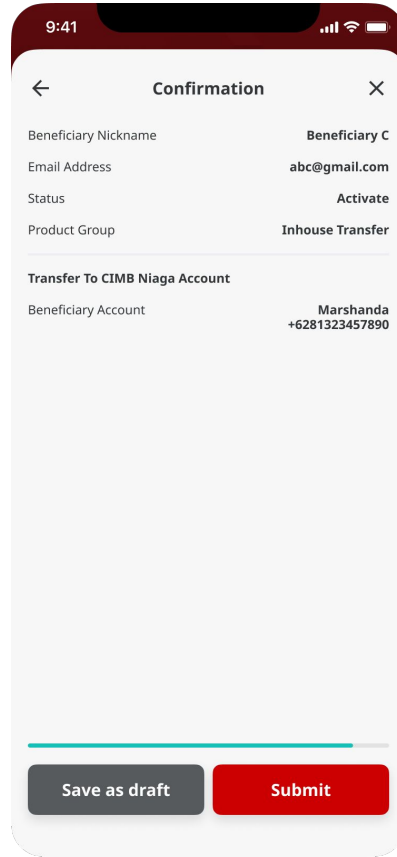 9:41
Confirmation
Beneficiary Nickname Beneficiary C
Email Address abc@gmail.com
Status Activate
Product Group Inhouse Transfer
Transfer To CIMB Niaga Account
Beneficiary Account Marshanda
+6281323457890
Save as draft Submit